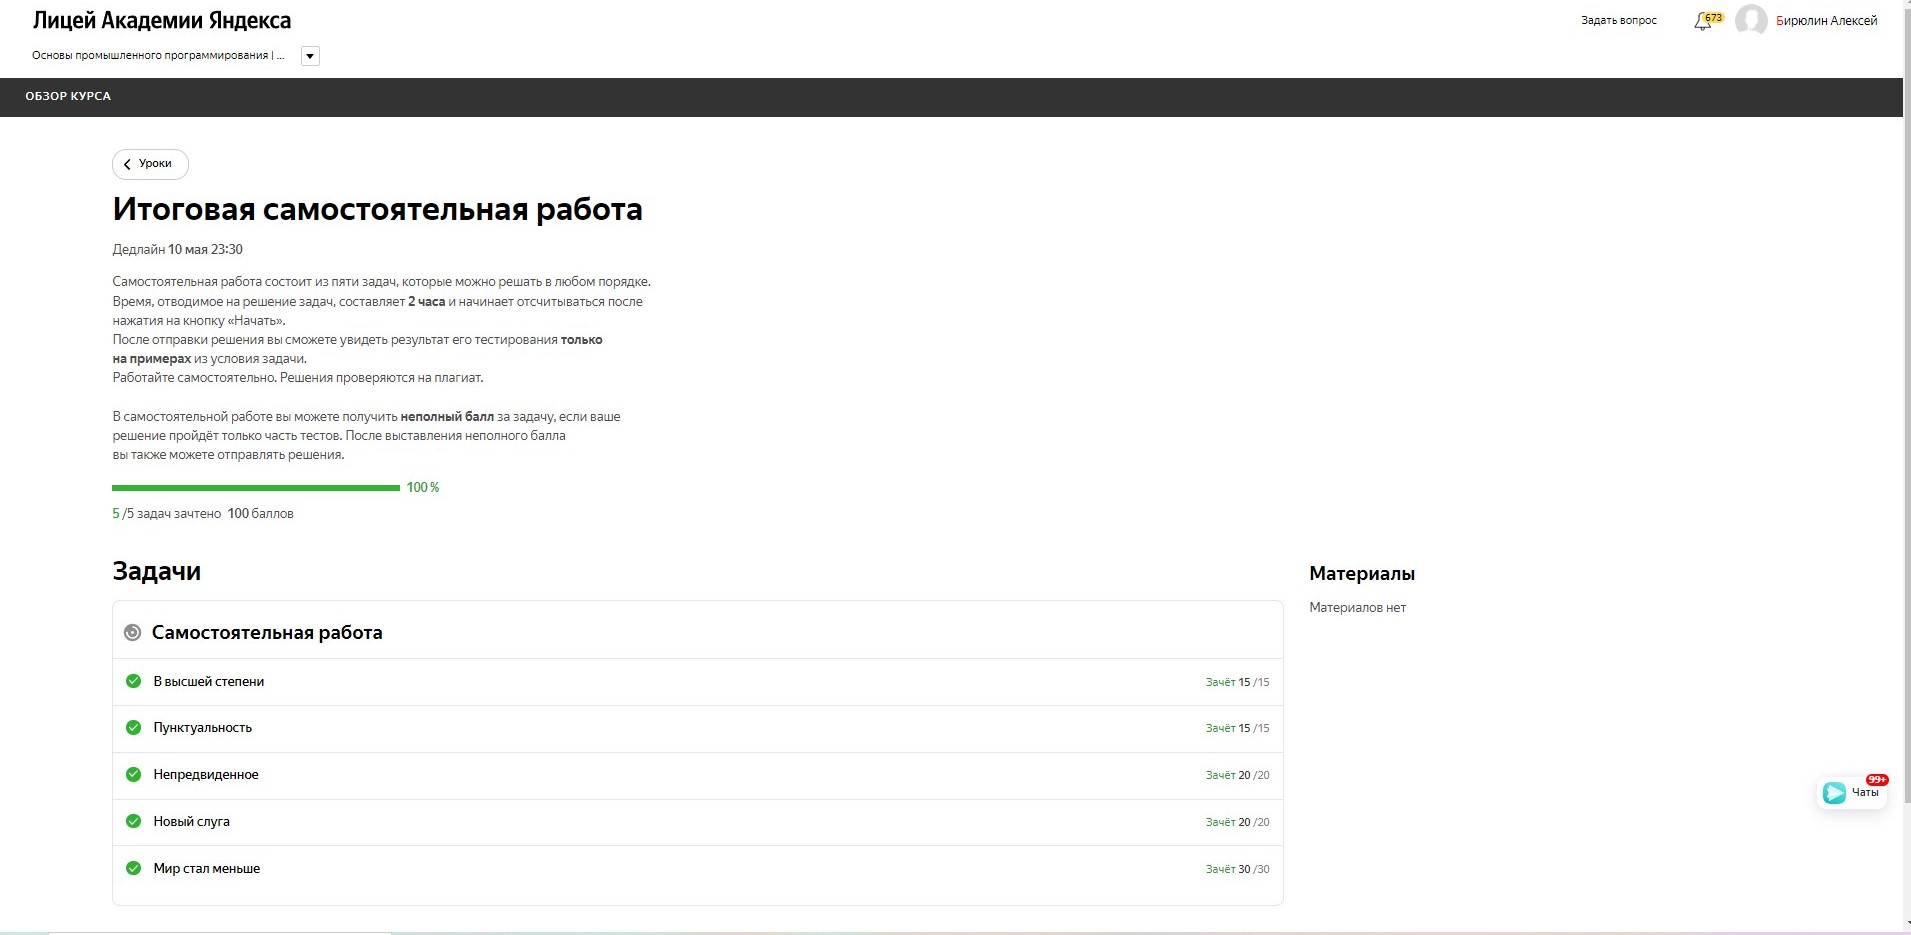 Лицей Академии Яндекса
Задать вопрос
673
Бирюлин Алексей
Основы промышленного программирования | ...
ОБЗОР КУРСА
Уроки
Итоговая самостоятельная работа
Дедлайн 10 мая 23:30
Самостоятельная работа состоит из пяти задач, которые можно решать в любом порядке.
Время, отводимое на решение задач, составляет 2 часа и начинает отсчитываться после
нажатия на кнопку «Начать».
После отправки решения вы сможете увидеть результат его тестирования только
на примерах из условия задачи.
Работайте самостоятельно. Решения проверяются на плагиат.
В самостоятельной работе вы можете получить неполный балл за задачу, если ваше
решение пройдёт только часть тестов. После выставления неполного балла
вы также можете отправлять решения.
100 %
5 /5 задач зачтено 100 баллов
Задачи
Самостоятельная работа
В высшей степени Зачёт 15 /15
Пунктуальность Зачёт 15 /15
Непредвиденное Зачёт 20 /20
Новый слуга Зачёт 20 /20
Мир стал меньше Зачёт 30 /30
Материалы
Материалов нет
99+
Чаты